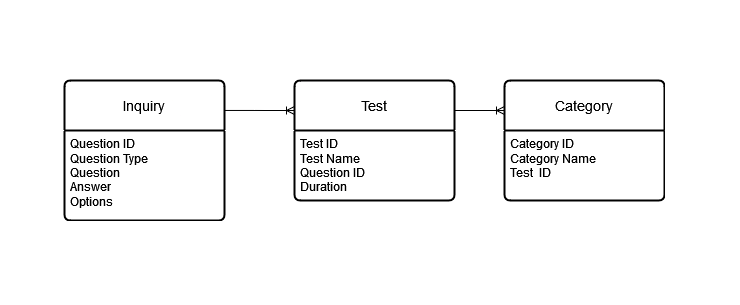 Inquiry
Question ID
Question Type
Question
Answer
Options
Test
Test ID
Test Name
Question ID
Duration
Category
Category ID
Category Name
Test ID